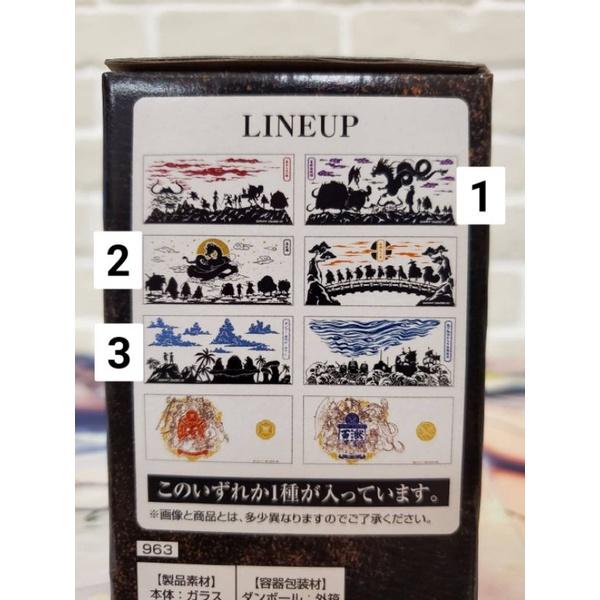 LINEUP
1
2
3
このいずれか1種が入っています。
※画像と商品とは、多少異なりますのでご了承ください。
963
【製品素材】
本体：ガラス
【容器包装材】
ダンボール：外箱